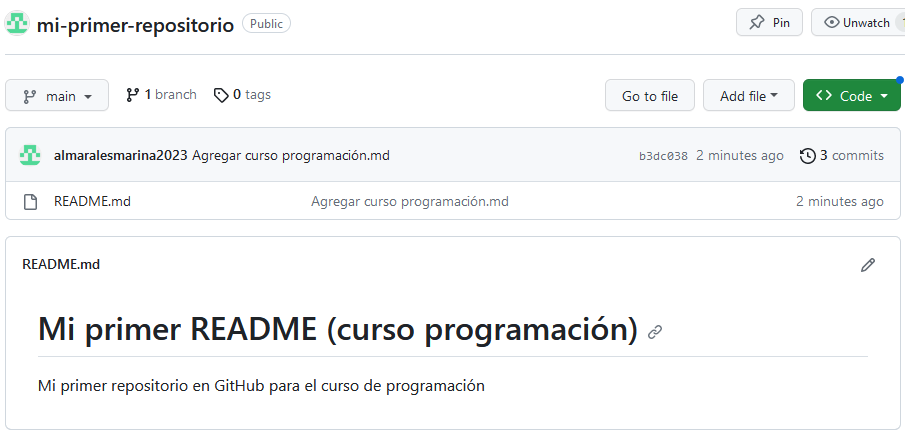 mi-primer-repositorio Public Pin Unwatch 1
main 1 branch 0 tags Go to file Add file Code
almaralesmarina2023 Agregar curso programación.md b3dc038 2 minutes ago 3 commits
README.md Agregar curso programación.md 2 minutes ago
README.md
Mi primer README (curso programación)
Mi primer repositorio en GitHub para el curso de programación